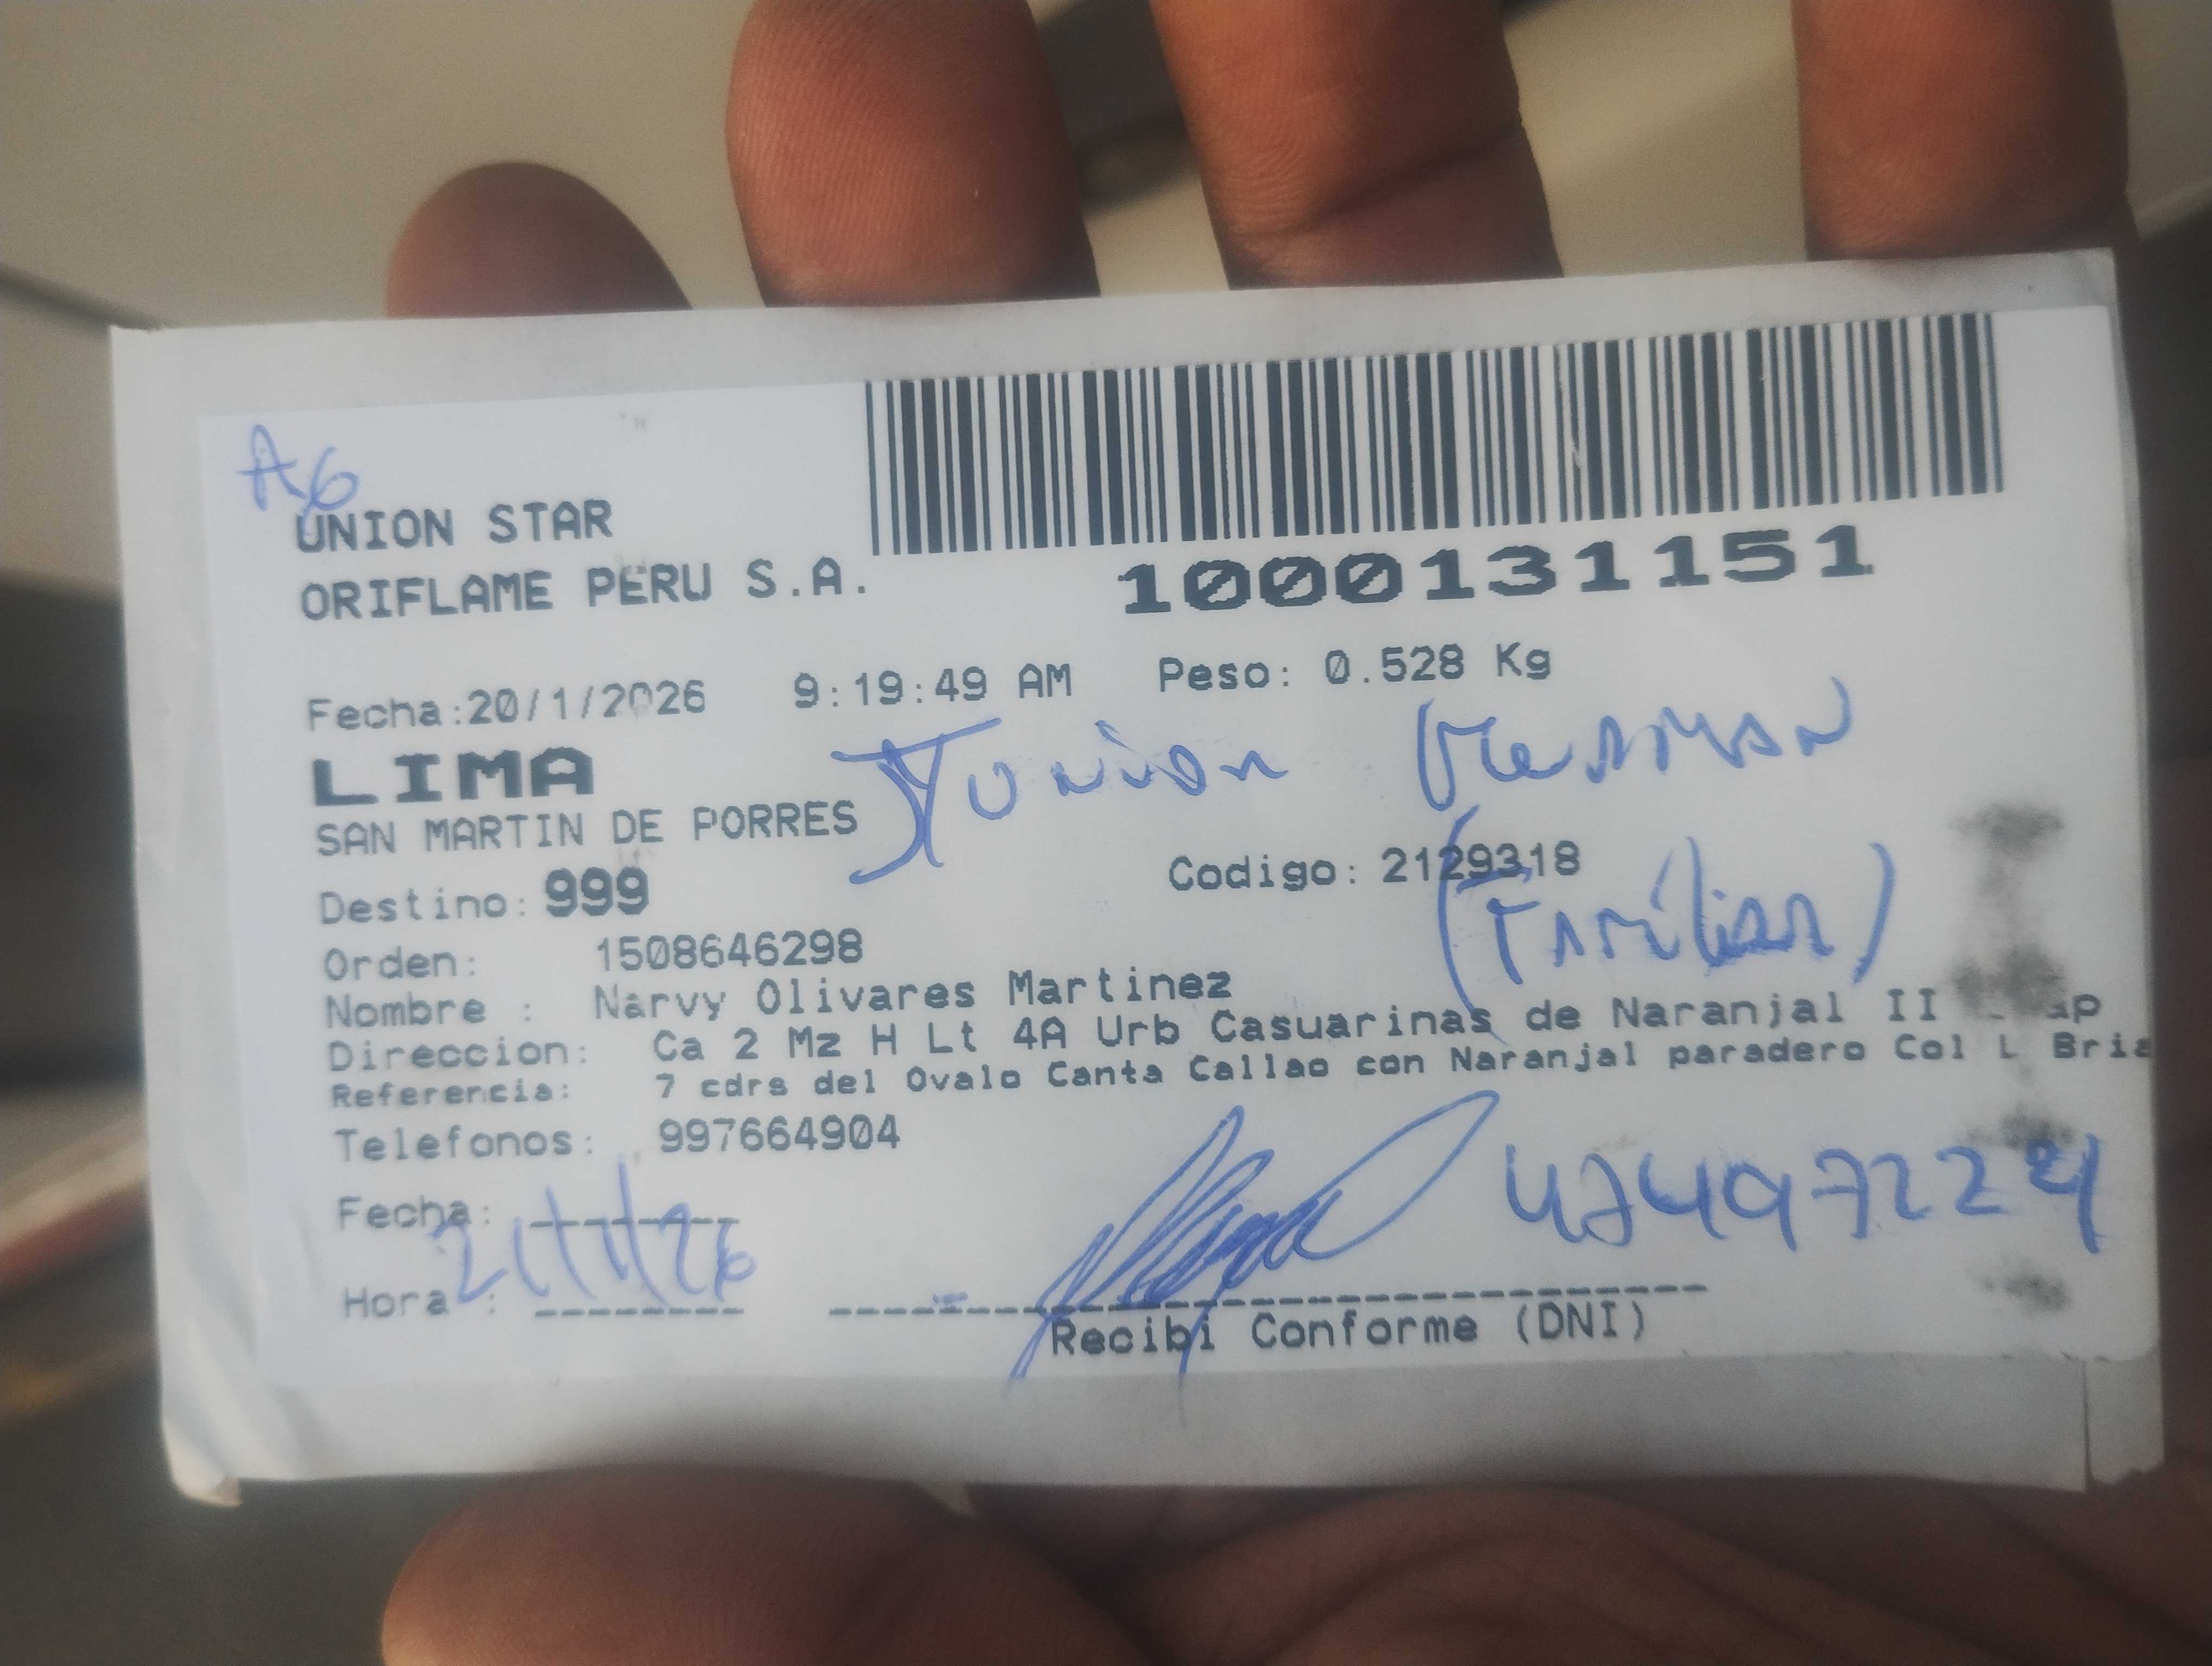 A6
UNION STAR
ORIFLAME PERU S.A.
1000131151
Fecha:20/1/2026 9:19:49 AM Peso: 0.528 Kg
LIMA
Junior
SAN MARTIN DE PORRES
Destino: 999 Codigo: 2129318
(Familiar)
Orden: 1508646298
Nombre : Narvy Olivares Martinez
Direccion: Ca 2 Mz H Lt 4A Urb Casuarinas de Naranjal II
Referencia: 7 cdrs del Ovalo Canta Callao con Naranjal paradero Col L Bria
Telefonos: 997664904
Fecha: 21/1/26
Hora :
Recibi Conforme (DNI)